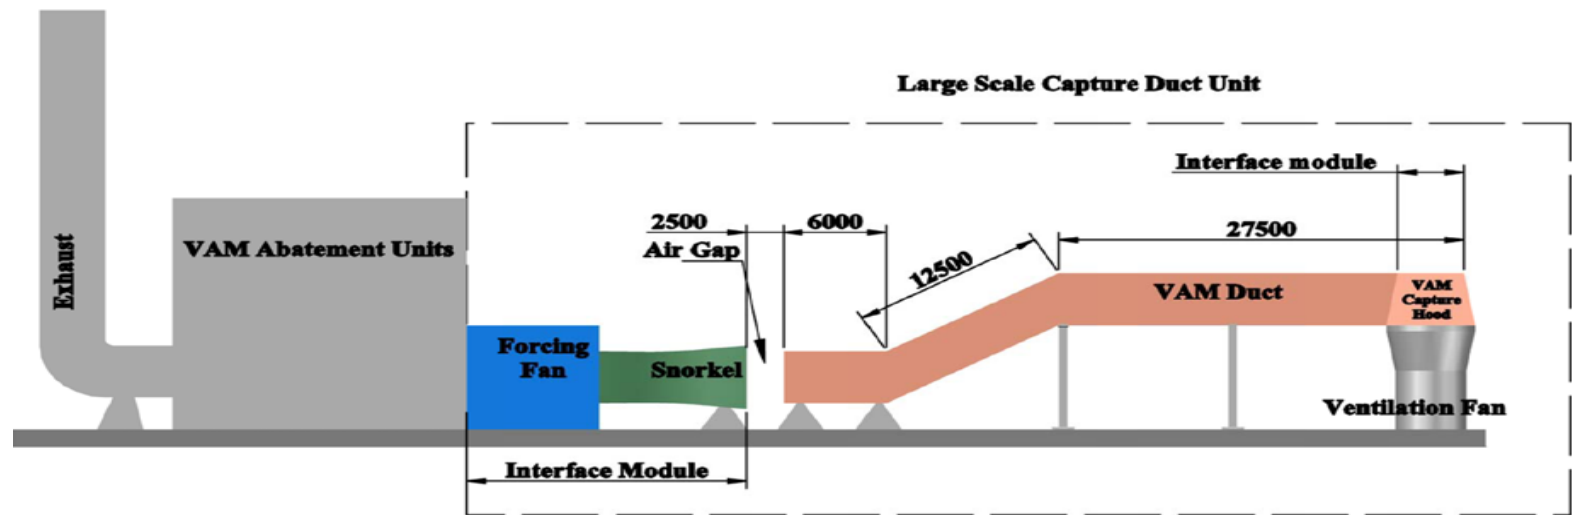 Large Scale Capture Duct Unit
Interface module
2500
6000
27500
Air Gap
12500
Exhaust
VAM Abatement Units
VAM Duct
VAM
Capture
Hood
Forcing
Fan
Snorkel
Ventilation Fan
Interface Module